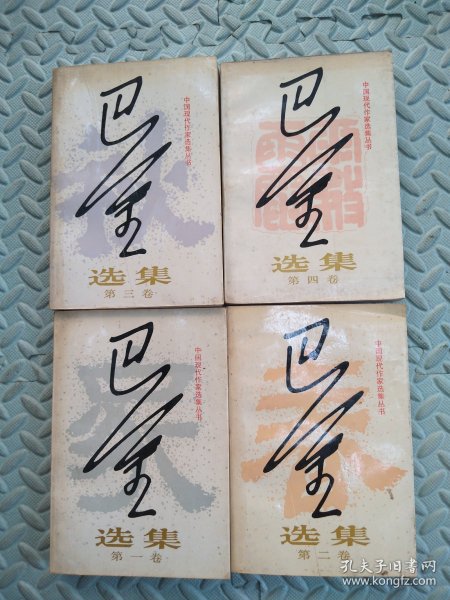 中国现代作家选集丛书
巴金
选集
第三卷
中国现代作家选集丛书
巴金
选集
第四卷
中国现代作家选集丛书
巴金
选集
第一卷
中国现代作家选集丛书
巴金
选集
第二卷
孔夫子旧书网
www.kongfz.com